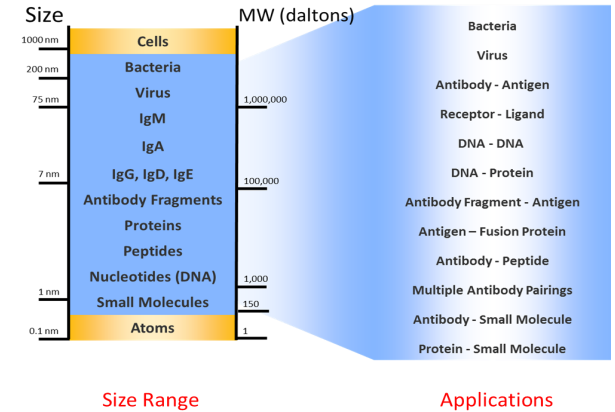 Size
MW (daltons)
1000 nm
200 nm
75 nm
7 nm
1 nm
0.1 nm
Cells
Bacteria
Virus
IgM
IgA
IgG, IgD, IgE
Antibody Fragments
Proteins
Peptides
Nucleotides (DNA)
Small Molecules
Atoms
1,000,000
100,000
1,000
150
1
Bacteria
Virus
Antibody - Antigen
Receptor - Ligand
DNA - DNA
DNA - Protein
Antibody Fragment - Antigen
Antigen – Fusion Protein
Antibody - Peptide
Multiple Antibody Pairings
Antibody - Small Molecule
Protein - Small Molecule
Size Range
Applications